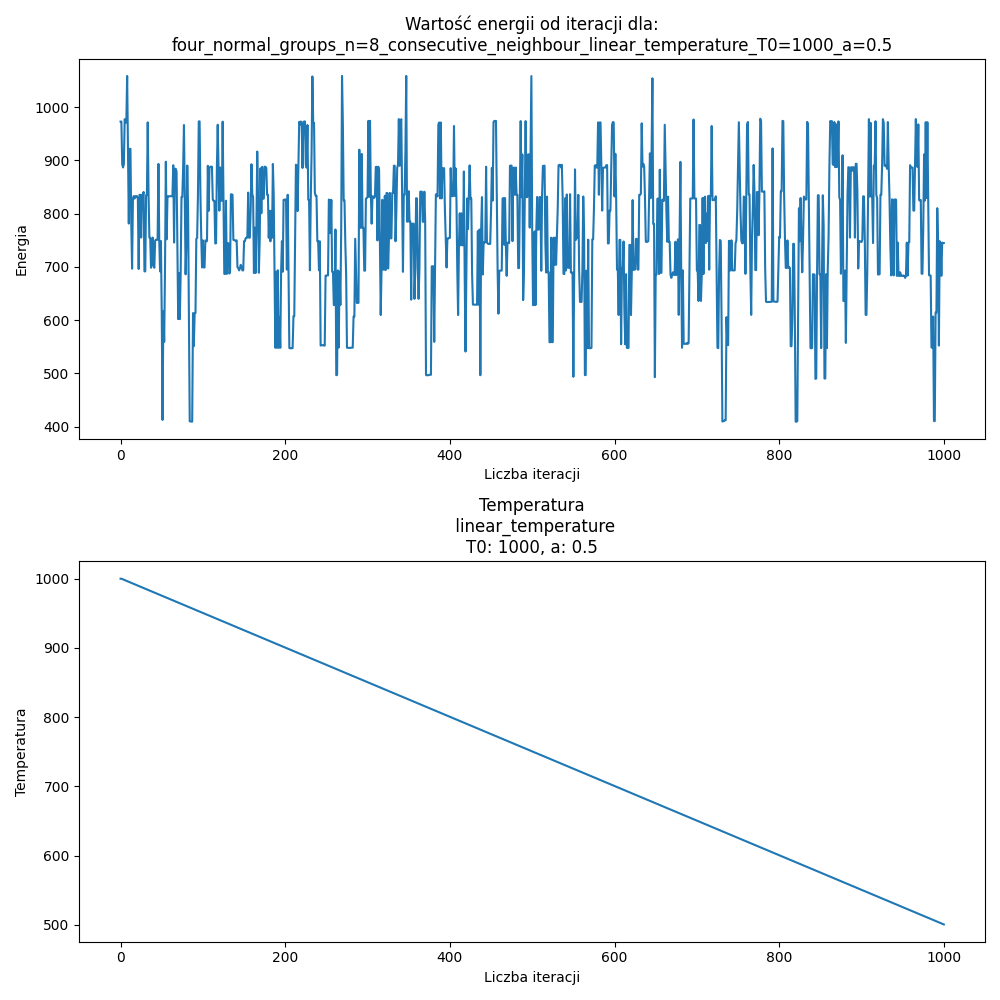 Wartość energii od iteracji dla:
four_normal_groups_n=8_consecutive_neighbour_linear_temperature_T0=1000_a=0.5
1000
900
800
700
600
500
400
Energia
0 200 400 600 800 1000
Liczba iteracji
Temperatura
linear_temperature
T0: 1000, a: 0.5
1000
900
800
700
600
500
Temperatura
0 200 400 600 800 1000
Liczba iteracji